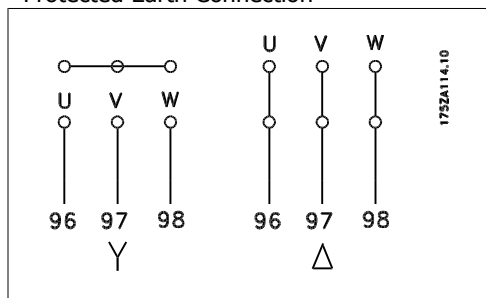 Protected Earth Connection
U V W
U V W
96 97 98
96 97 98
Y Δ
175ZA114.10